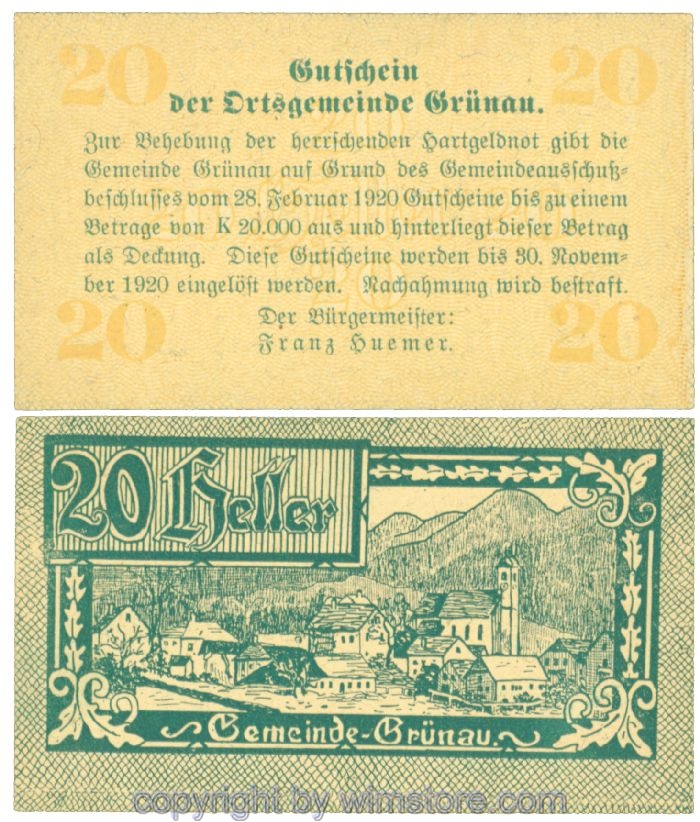 20 20
Gutschein
der Ortsgemeinde Grünau.
Zur Behebung der herrschenden Hartgeldnot gibt die
Gemeinde Grünau auf Grund des Gemeindeausschuß-
beschlusses vom 28. Februar 1920 Gutscheine bis zu einem
Betrage von K 20.000 aus und hinterliegt dieser Betrag
als Deckung. Diese Gutscheine werden bis 30. Novem-
ber 1920 eingelöst werden. Nachahmung wird bestraft.
20 20
Der Bürgermeister:
Franz Huemer.
20 Heller
Gemeinde-Grünau.
copyright by wimstore.com